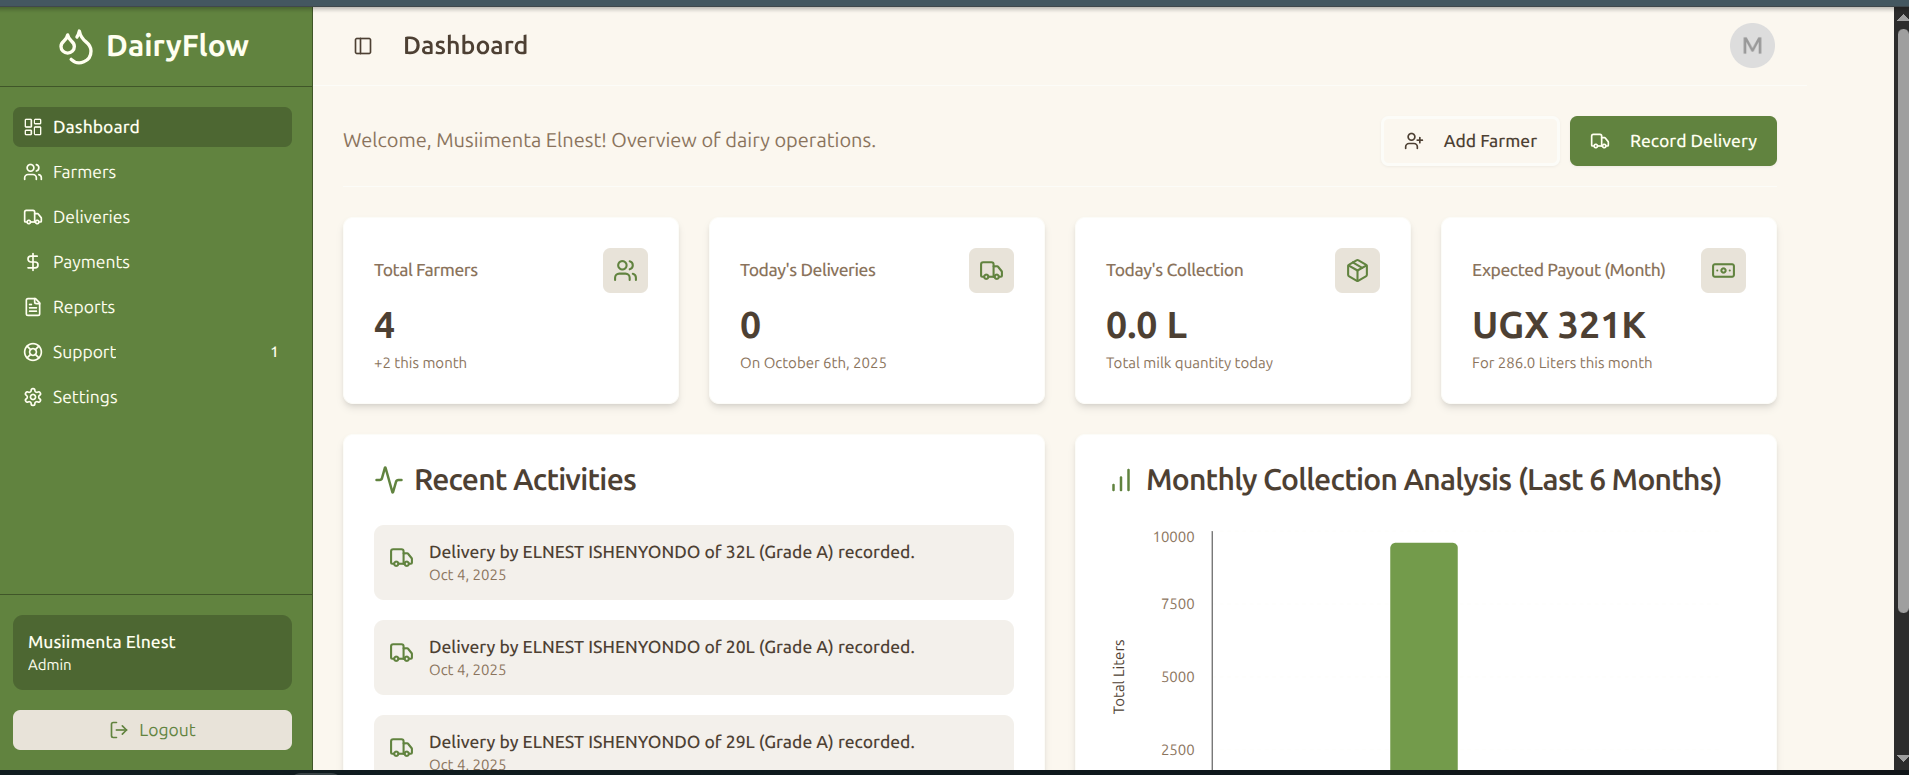 DairyFlow
Dashboard
Farmers
Deliveries
Payments
Reports
Support 1
Settings
Musiimenta Elnest
Admin
Logout
Dashboard
M
Welcome, Musiimenta Elnest! Overview of dairy operations.
Add Farmer
Record Delivery
Total Farmers
4
+2 this month
Today's Deliveries
0
On October 6th, 2025
Today's Collection
0.0 L
Total milk quantity today
Expected Payout (Month)
UGX 321K
For 286.0 Liters this month
Recent Activities
Delivery by ELNEST ISHENYONDO of 32L (Grade A) recorded.
Oct 4, 2025
Delivery by ELNEST ISHENYONDO of 20L (Grade A) recorded.
Oct 4, 2025
Delivery by ELNEST ISHENYONDO of 29L (Grade A) recorded.
Oct 4, 2025
Monthly Collection Analysis (Last 6 Months)
10000
7500
5000
2500
Total Liters